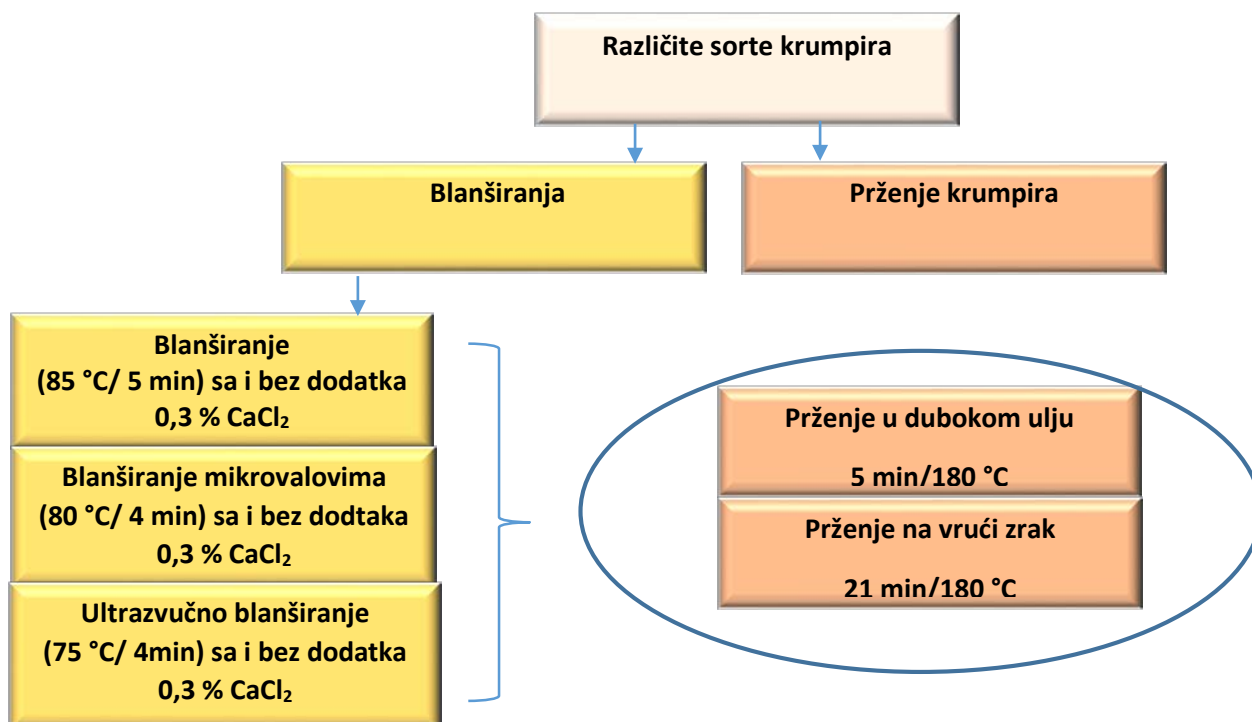 Različite sorte krumpira
Blanširanja
Prženje krumpira
Blanširanje
(85 °C/ 5 min) sa i bez dodatka
0,3 % CaCl₂
Blanširanje mikrovalovima
(80 °C/ 4 min) sa i bez dodtaka
0,3 % CaCl₂
Ultrazvučno blanširanje
(75 °C/ 4min) sa i bez dodatka
0,3 % CaCl₂
Prženje u dubokom ulju
5 min/180 °C
Prženje na vrući zrak
21 min/180 °C